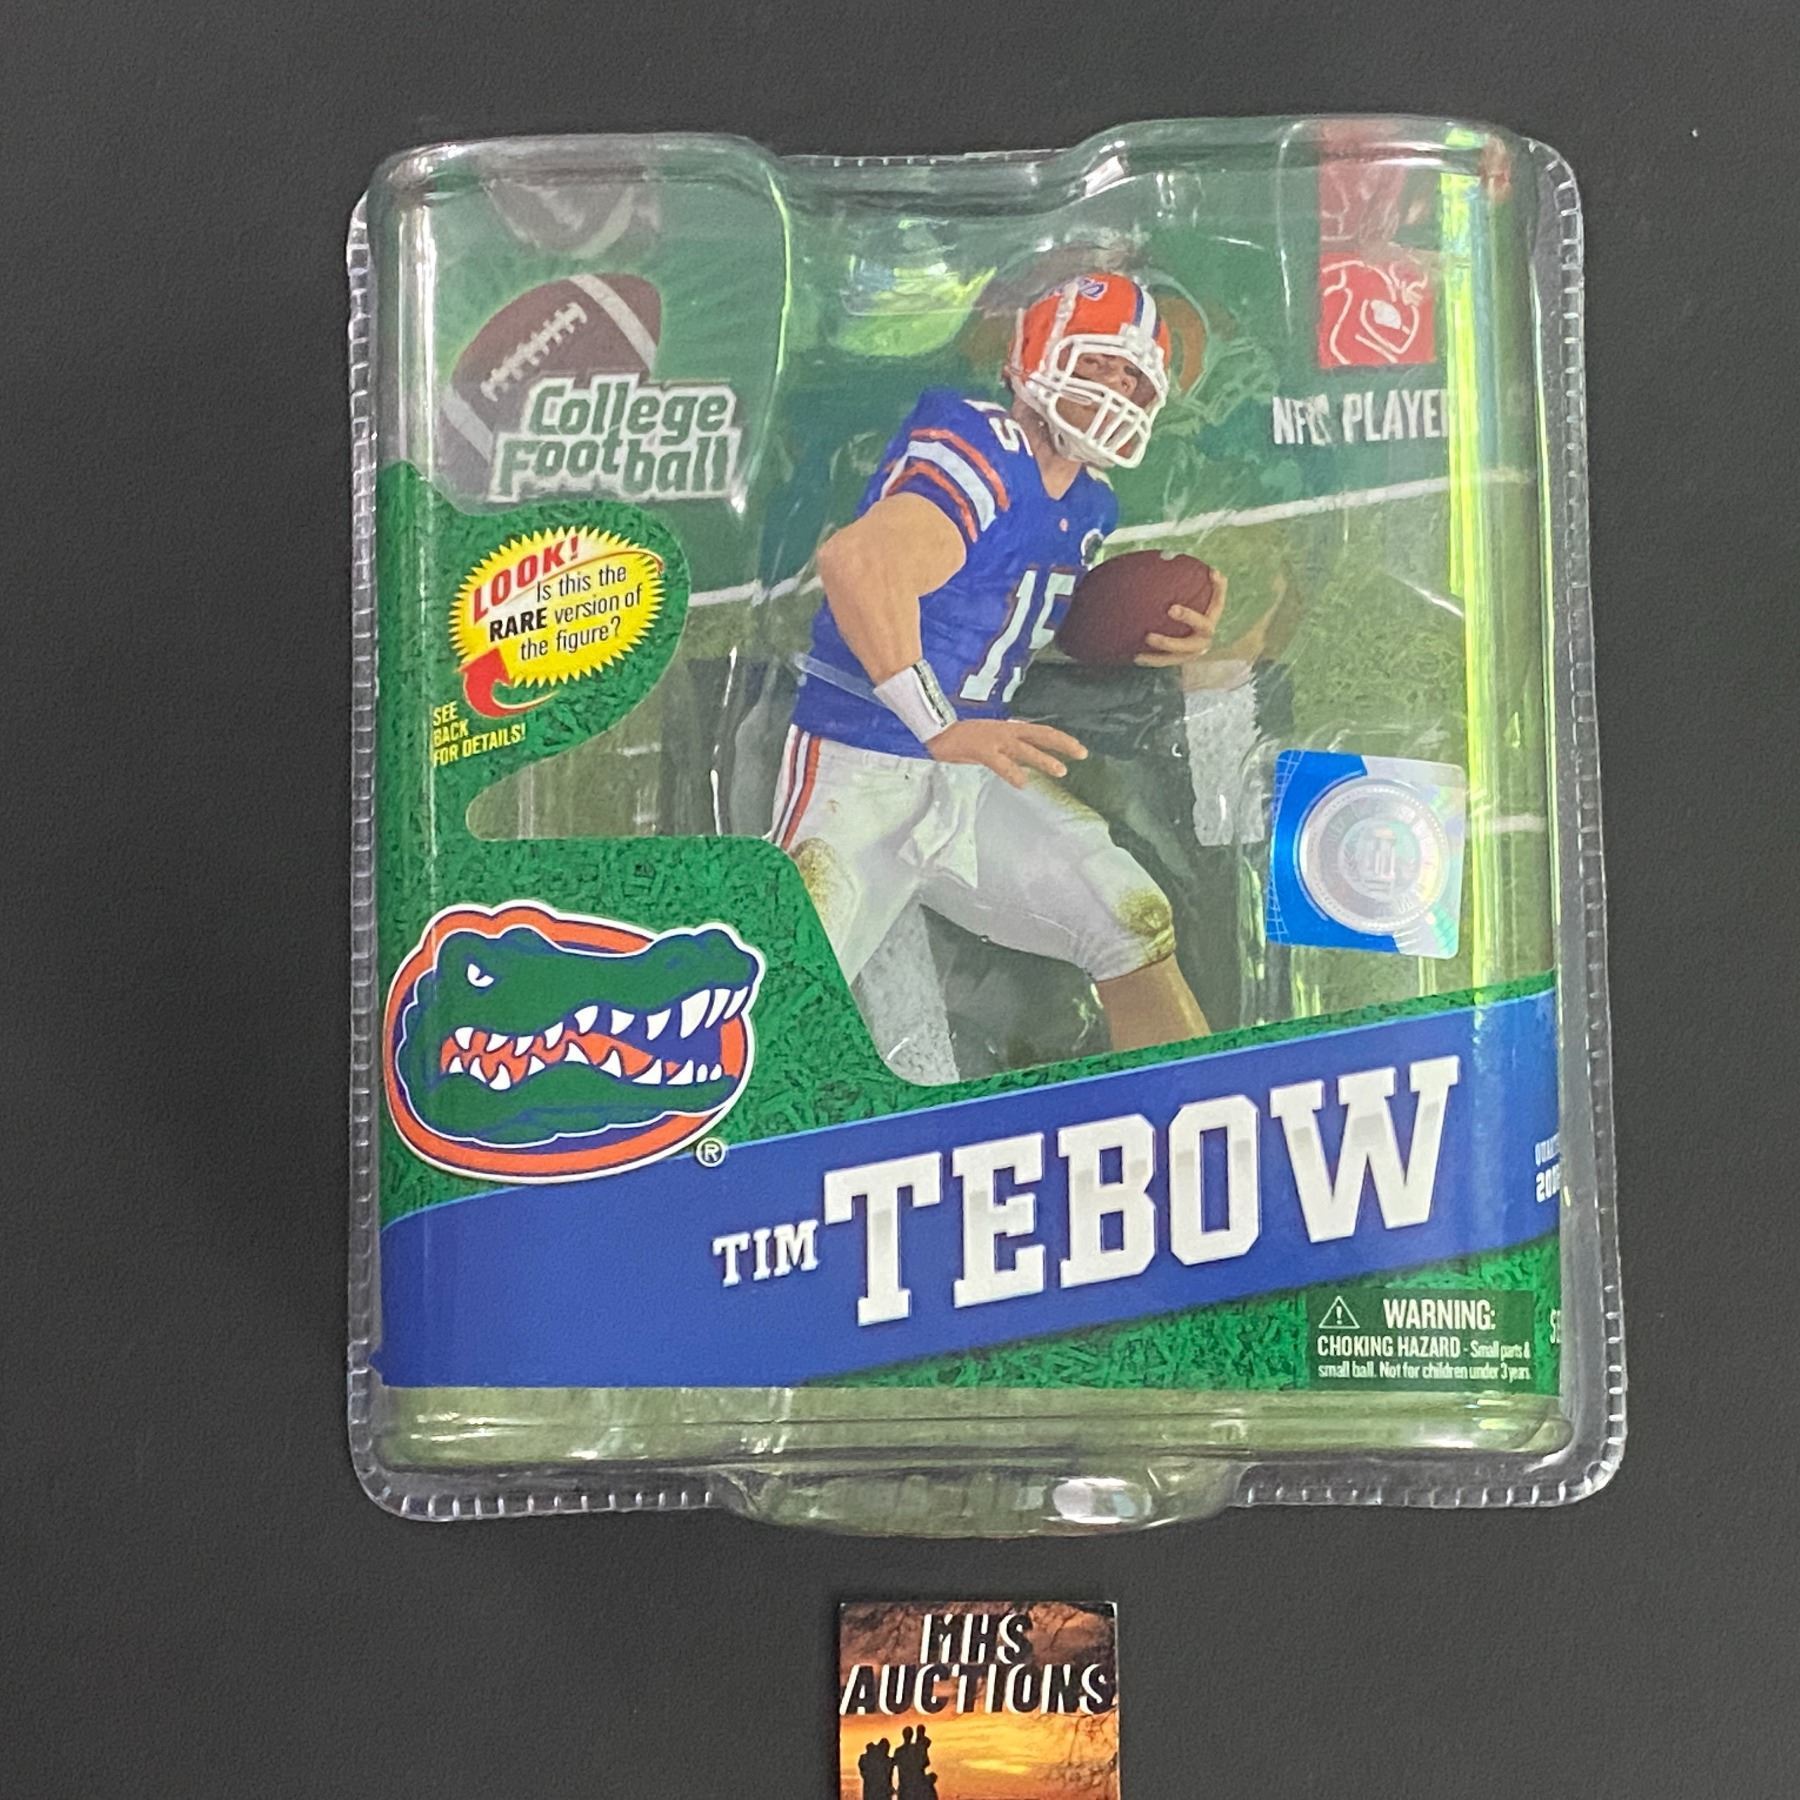 College
Football
NFL PLAYER
15
15
LOOK!
Is this the
RARE version of
the figure?
SEE
BACK
FOR DETAILS!
®
TIM TEBOW
WARNING:
CHOKING HAZARD - Small parts &
small ball. Not for children under 3 years.
MHS
AUCTIONS